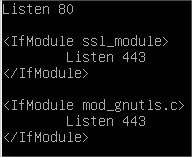 Listen 80
<IfModule ssl_module>
Listen 443
</IfModule>
<IfModule mod_gnutls.c>
Listen 443
</IfModule>